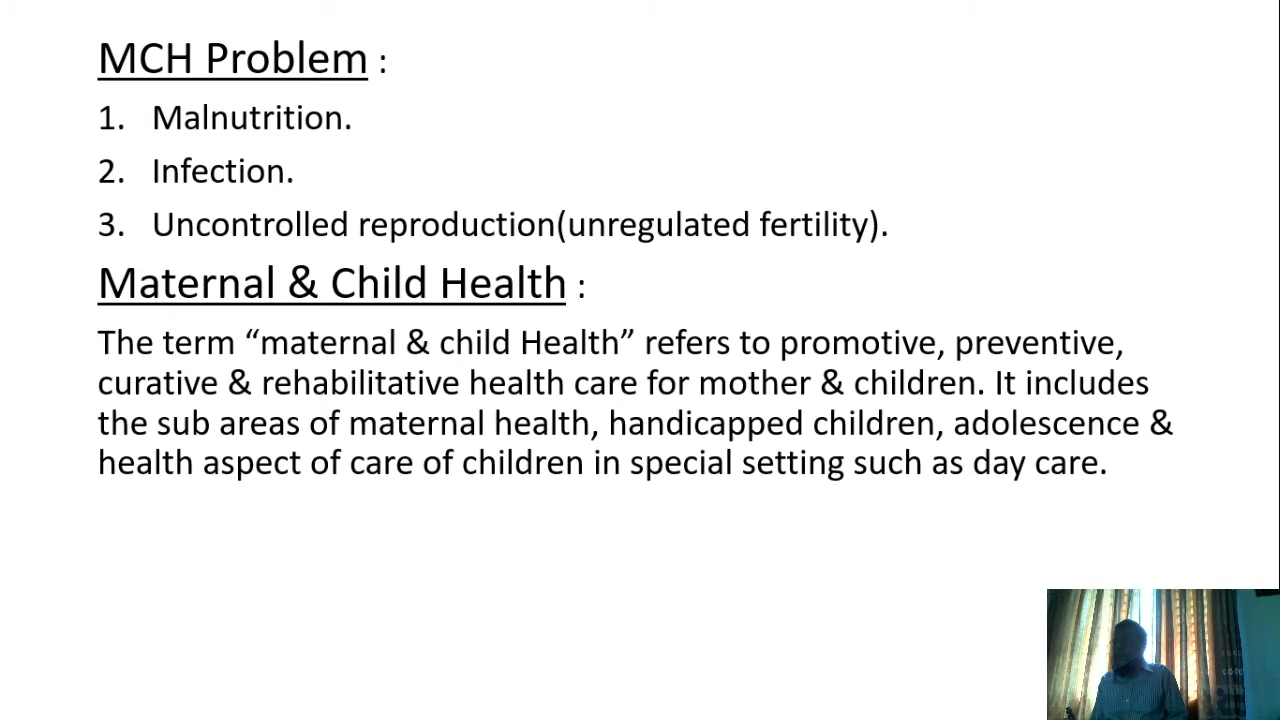 MCH Problem :
1. Malnutrition.
2. Infection.
3. Uncontrolled reproduction(unregulated fertility).
Maternal & Child Health :
The term “maternal & child Health” refers to promotive, preventive,
curative & rehabilitative health care for mother & children. It includes
the sub areas of maternal health, handicapped children, adolescence &
health aspect of care of children in special setting such as day care.